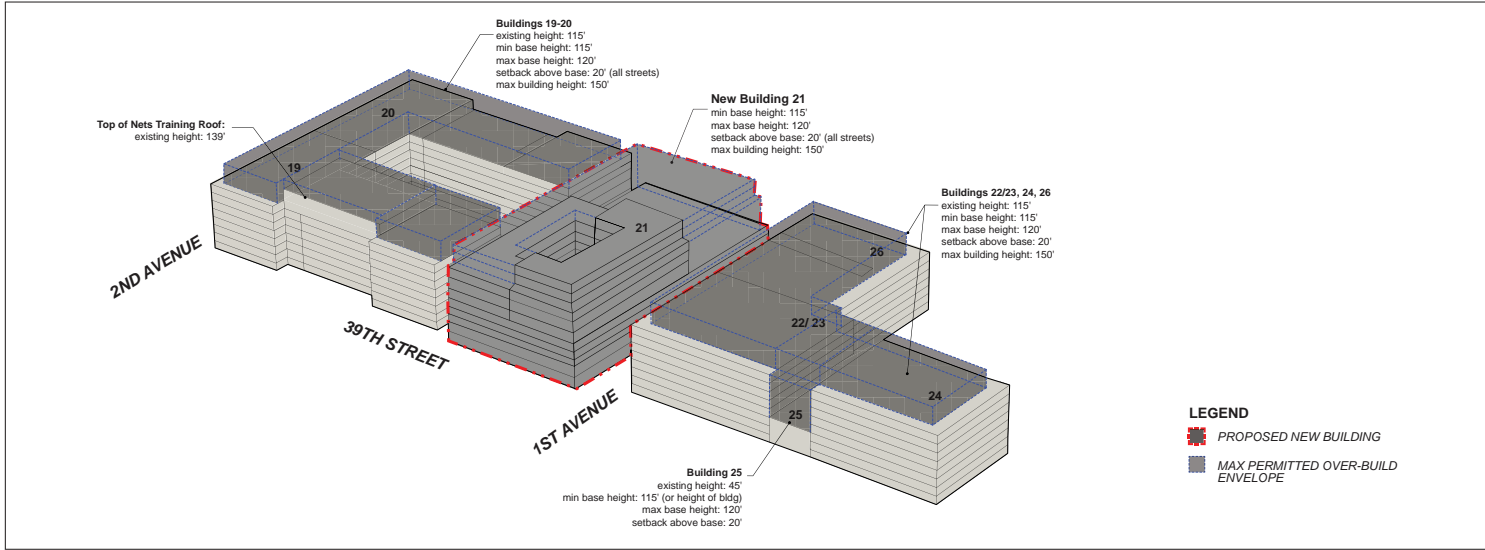 Buildings 19-20
existing height: 115'
min base height: 115'
max base height: 120'
setback above base: 20' (all streets)
max building height: 150'
New Building 21
min base height: 115'
max base height: 120'
setback above base: 20' (all streets)
max building height: 150'
Top of Nets Training Roof:
existing height: 139'
Buildings 22/23, 24, 26
existing height: 115'
min base height: 115'
max base height: 120'
setback above base: 20'
max building height: 150'
20
19
21
26
22/ 23
24
25
2ND AVENUE
39TH STREET
1ST AVENUE
Building 25
existing height: 45'
min base height: 115' (or height of bldg)
max base height: 120'
setback above base: 20'
LEGEND
PROPOSED NEW BUILDING
MAX PERMITTED OVER-BUILD
ENVELOPE